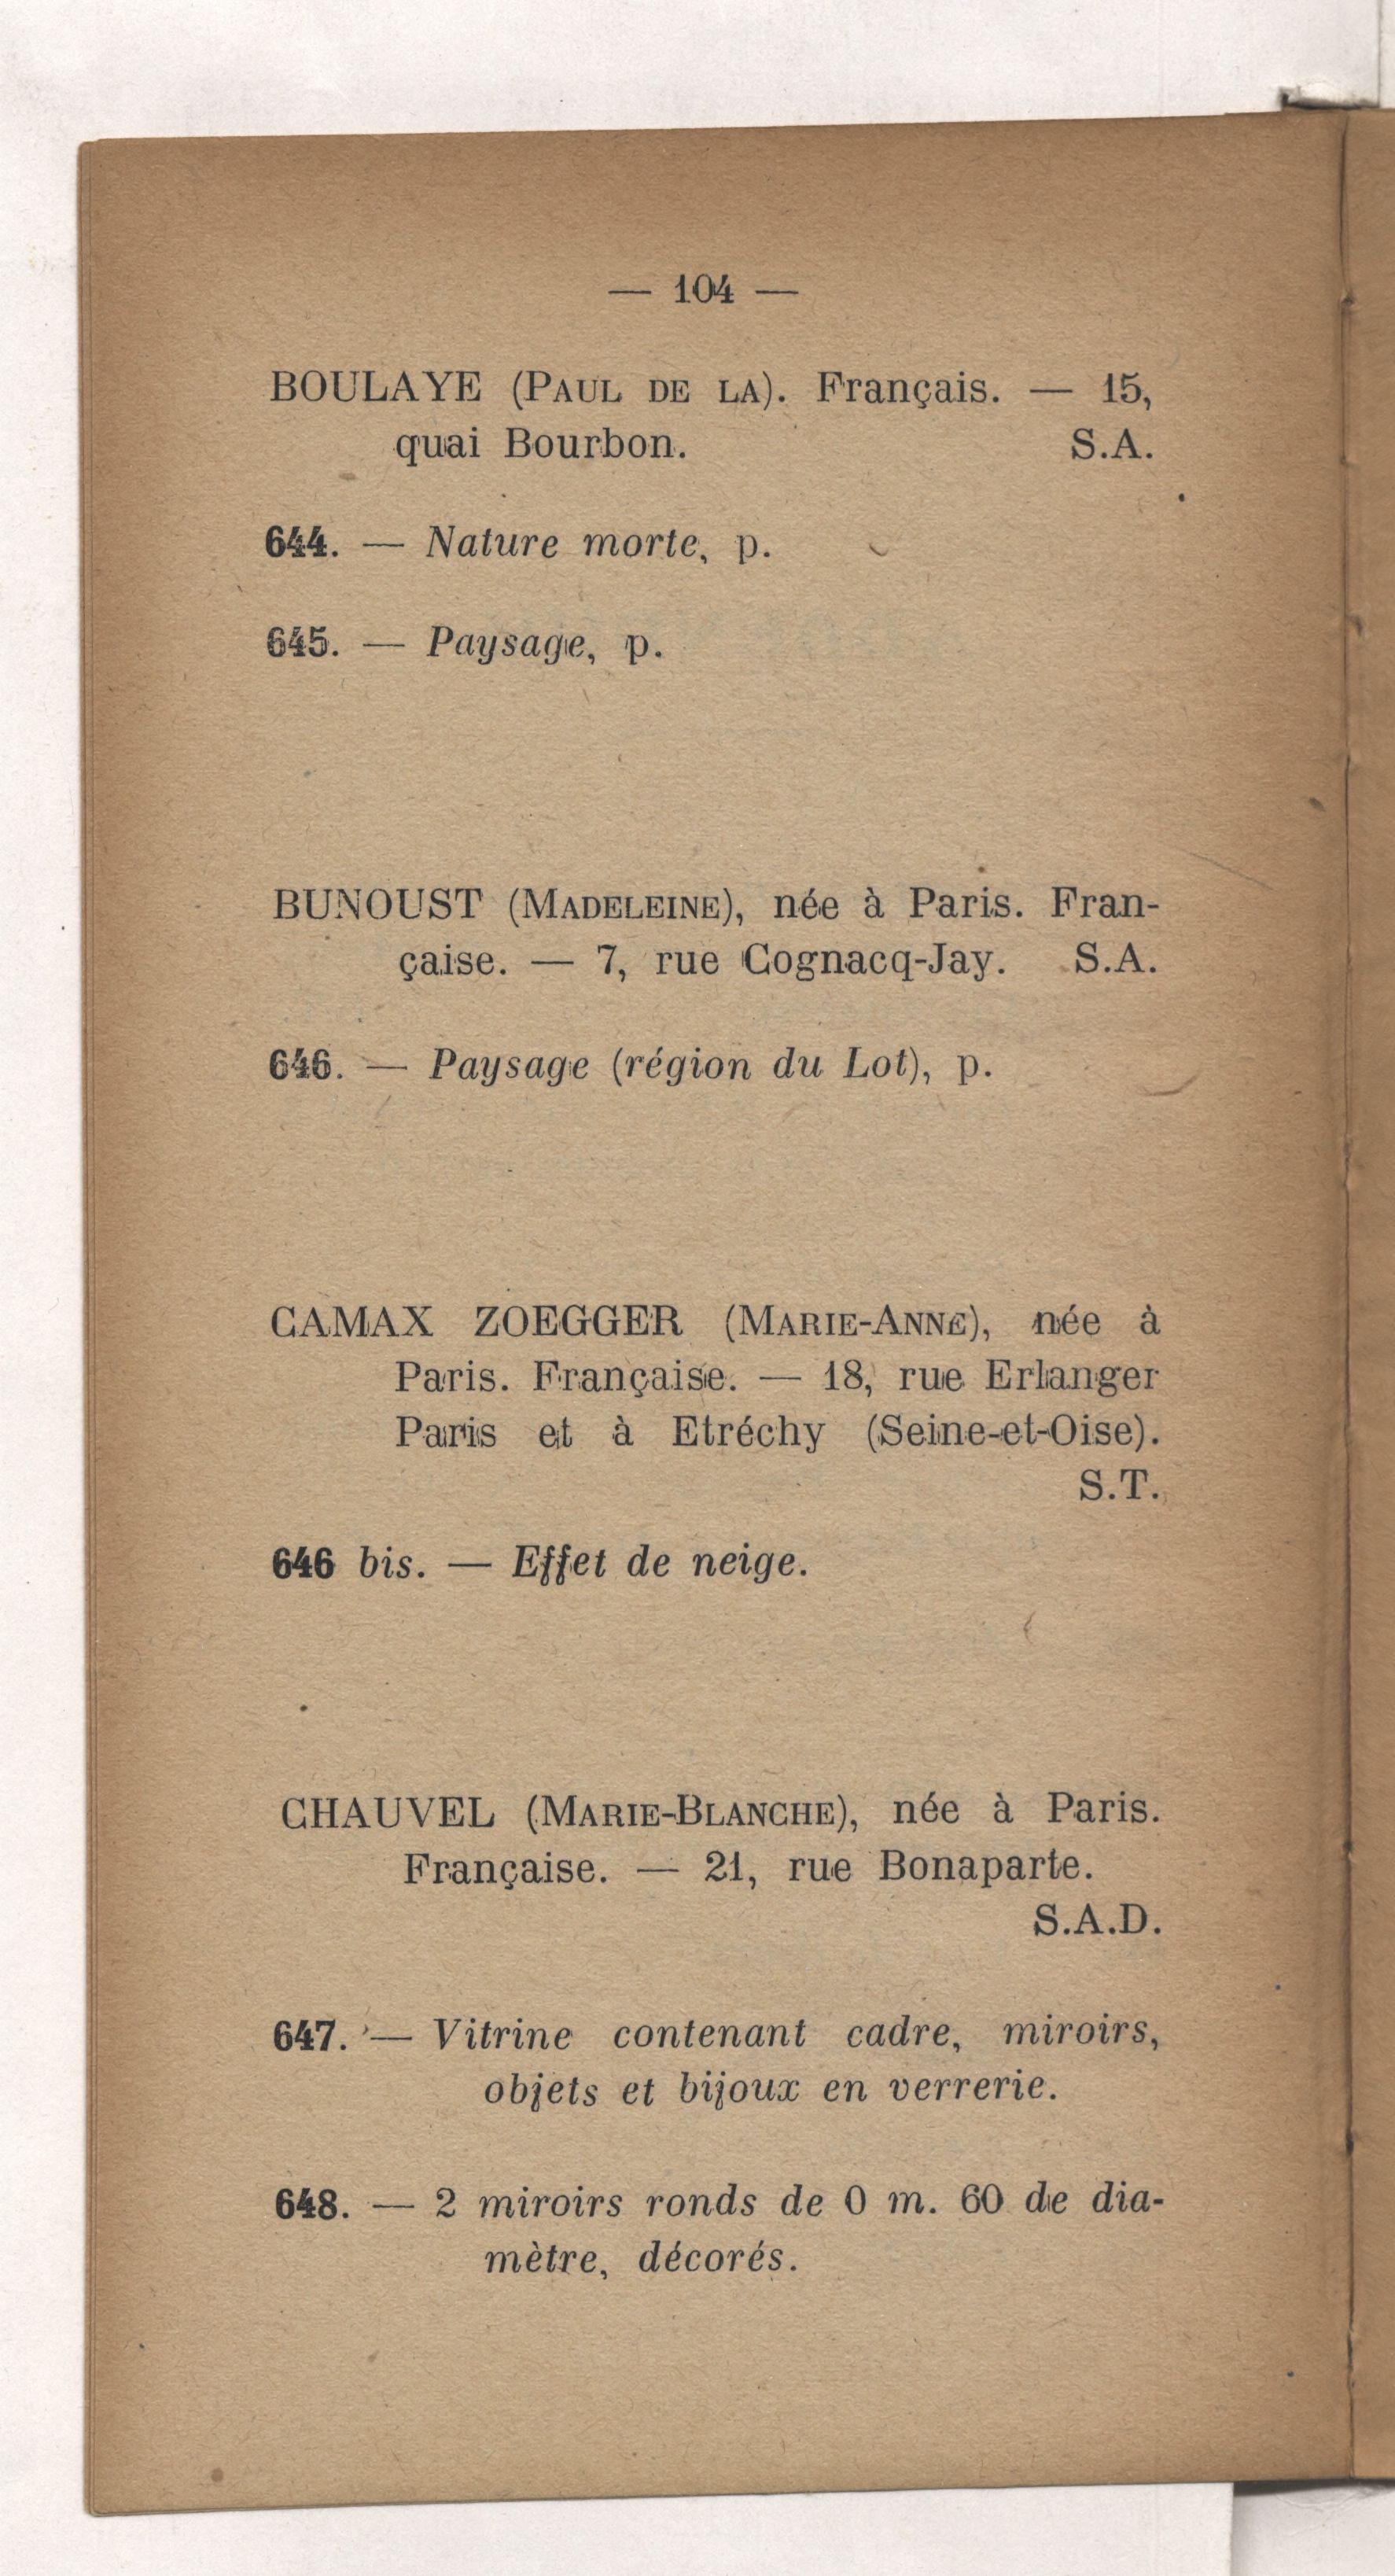 — 104 —
BOULAYE (PAUL DE LA). Français. — 15,
quai Bourbon. S.A.
644. — Nature morte, p.
645. — Paysage, p.
BUNOUST (MADELEINE), née à Paris. Fran-
çaise. — 7, rue Cognacq-Jay. S.A.
646. — Paysage (région du Lot), p.
CAMAX ZOEGGER (MARIE-ANNE), née à
Paris. Française. — 18, rue Erlanger
Paris et à Etréchy (Seine-et-Oise).
S.T.
646 bis. — Effet de neige.
CHAUVEL (MARIE-BLANCHE), née à Paris.
Française. — 21, rue Bonaparte.
S.A.D.
647. — Vitrine contenant cadre, miroirs,
objets et bijoux en verrerie.
648. — 2 miroirs ronds de 0 m. 60 de dia-
mètre, décorés.